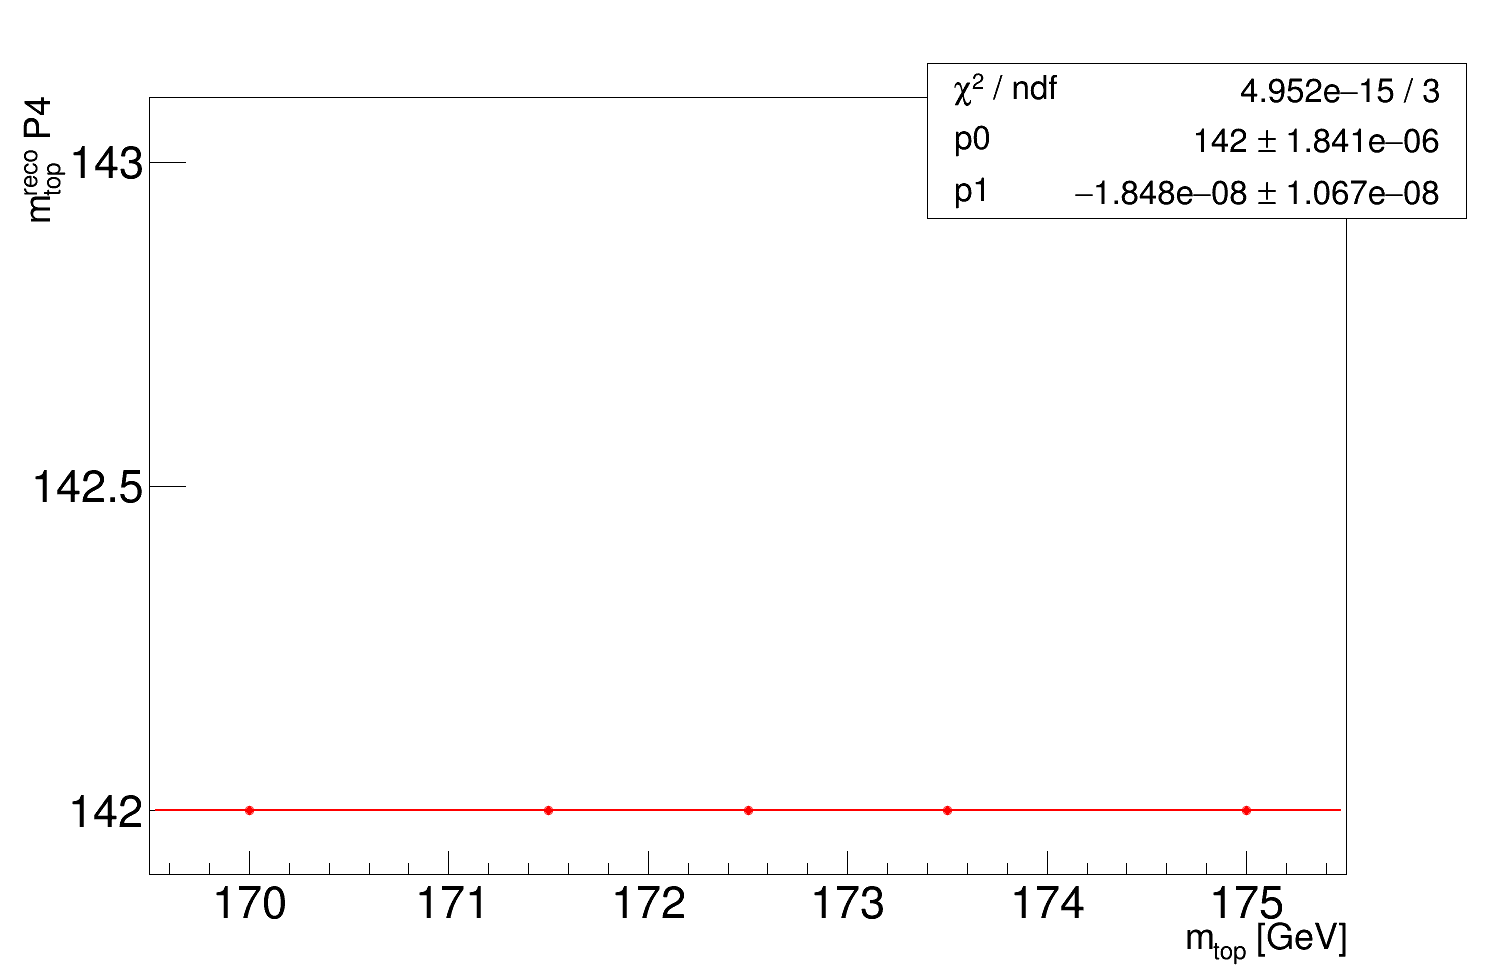 χ² / ndf 4.952e−15 / 3
p0 142 ± 1.841e−06
p1 −1.848e−08 ± 1.067e−08
m_top^reco P4
143
142.5
142
170 171 172 173 174 175
m_top [GeV]